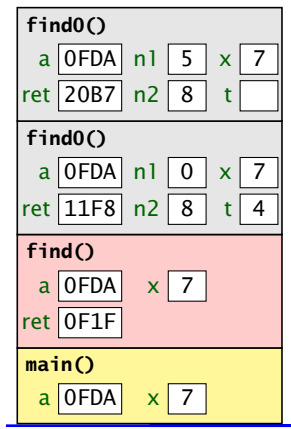 find0()
a 0FDA n1 5 x 7
ret 20B7 n2 8 t
find0()
a 0FDA n1 0 x 7
ret 11F8 n2 8 t 4
find()
a 0FDA x 7
ret 0F1F
main()
a 0FDA x 7